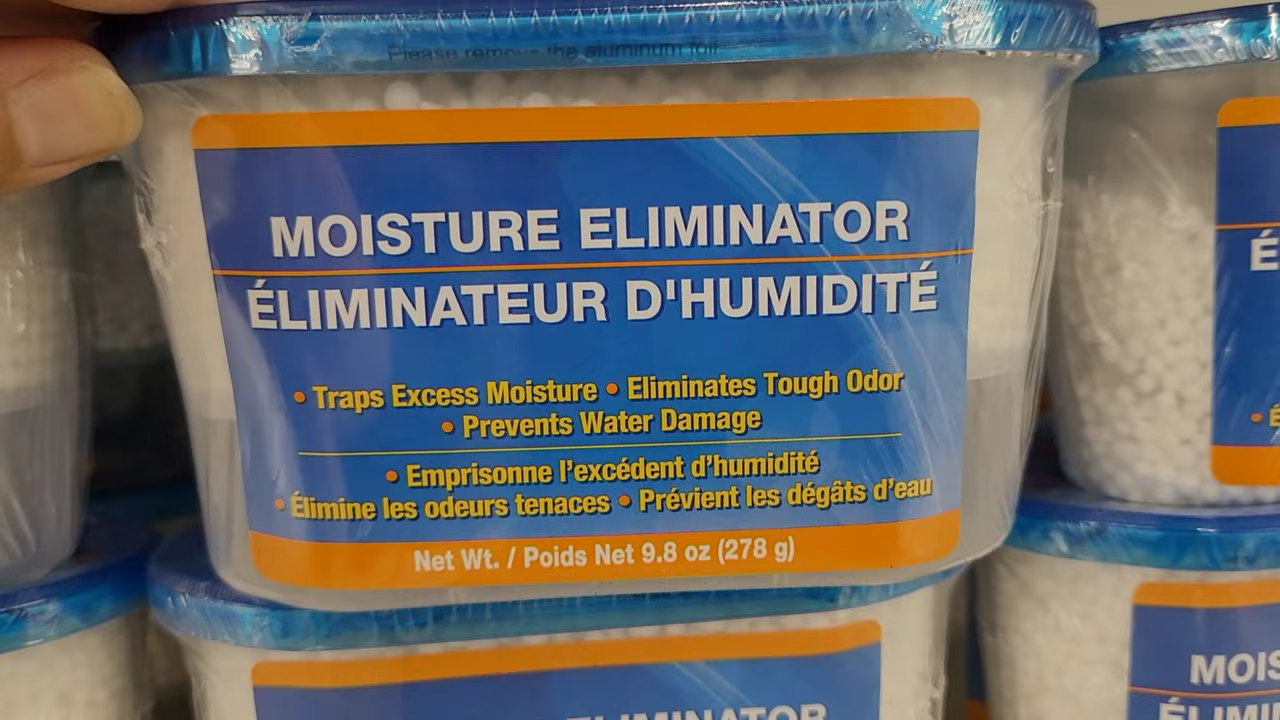 Please remove the aluminum foil
MOISTURE ELIMINATOR
ÉLIMINATEUR D'HUMIDITÉ
• Traps Excess Moisture • Eliminates Tough Odor
• Prevents Water Damage
• Emprisonne l'excédent d'humidité
• Élimine les odeurs tenaces • Prévient les dégâts d'eau
Net Wt. / Poids Net 9.8 oz (278 g)
É
• É
MOIS
ÉLIMI
ELIMINATOR